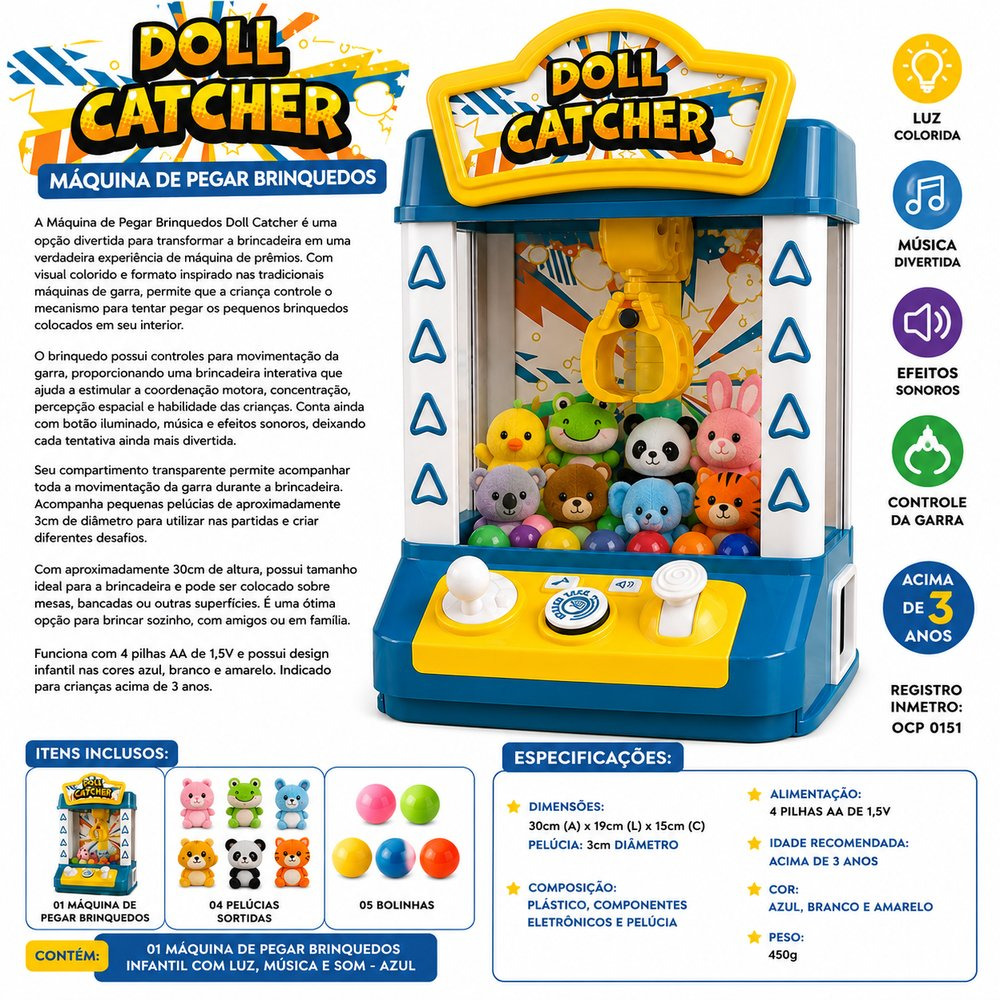 DOLL
CATCHER
MÁQUINA DE PEGAR BRINQUEDOS
A Máquina de Pegar Brinquedos Doll Catcher é uma
opção divertida para transformar a brincadeira em uma
verdadeira experiência de máquina de prêmios. Com
visual colorido e formato inspirado nas tradicionais
máquinas de garra, permite que a criança controle o
mecanismo para tentar pegar os pequenos brinquedos
colocados em seu interior.
O brinquedo possui controles para movimentação da
garra, proporcionando uma brincadeira interativa que
ajuda a estimular a coordenação motora, concentração,
percepção espacial e habilidade das crianças. Conta ainda
com botão iluminado, música e efeitos sonoros, deixando
cada tentativa ainda mais divertida.
Seu compartimento transparente permite acompanhar
toda a movimentação da garra durante a brincadeira.
Acompanha pequenas pelúcias de aproximadamente
3cm de diâmetro para utilizar nas partidas e criar
diferentes desafios.
Com aproximadamente 30cm de altura, possui tamanho
ideal para a brincadeira e pode ser colocado sobre
mesas, bancadas ou outras superfícies. É uma ótima
opção para brincar sozinho, com amigos ou em família.
Funciona com 4 pilhas AA de 1,5V e possui design
infantil nas cores azul, branco e amarelo. Indicado
para crianças acima de 3 anos.
DOLL
CATCHER
LUZ
COLORIDA
MÚSICA
DIVERTIDA
EFEITOS
SONOROS
CONTROLE
DA GARRA
ACIMA
DE 3
ANOS
REGISTRO
INMETRO:
OCP 0151
ITENS INCLUSOS:
DOLL
CATCHER
01 MÁQUINA DE
PEGAR BRINQUEDOS
04 PELÚCIAS
SORTIDAS
05 BOLINHAS
CONTÉM:
01 MÁQUINA DE PEGAR BRINQUEDOS
INFANTIL COM LUZ, MÚSICA E SOM - AZUL
ESPECIFICAÇÕES:
DIMENSÕES:
30cm (A) x 19cm (L) x 15cm (C)
PELÚCIA: 3cm DIÂMETRO
COMPOSIÇÃO:
PLÁSTICO, COMPONENTES
ELETRÔNICOS E PELÚCIA
ALIMENTAÇÃO:
4 PILHAS AA DE 1,5V
IDADE RECOMENDADA:
ACIMA DE 3 ANOS
COR:
AZUL, BRANCO E AMARELO
PESO:
450g